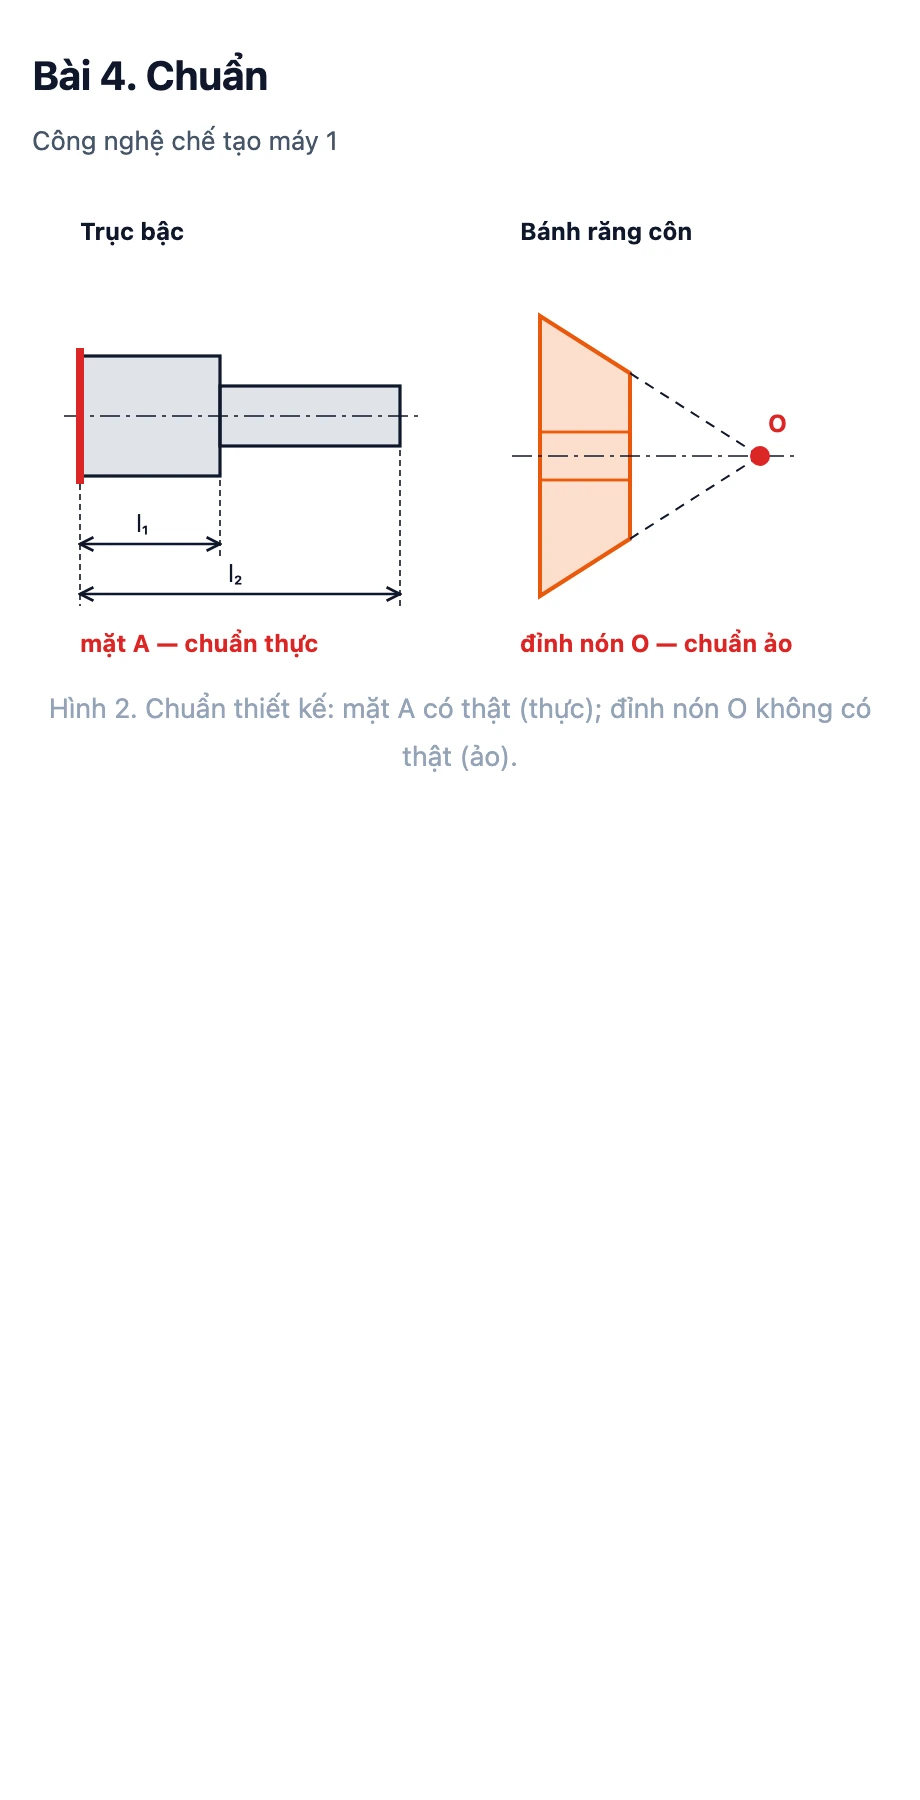 Bài 4. Chuẩn
Công nghệ chế tạo máy 1
Trục bậc
Bánh răng côn
O
l₁
l₂
mặt A — chuẩn thực
đỉnh nón O — chuẩn ảo
Hình 2. Chuẩn thiết kế: mặt A có thật (thực); đỉnh nón O không có
thật (ảo).